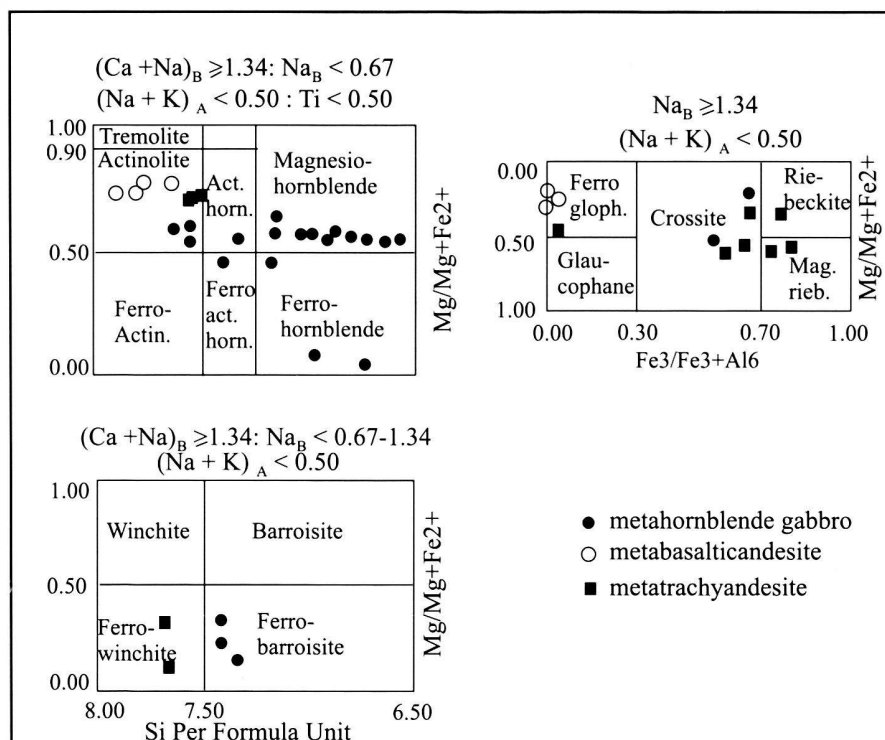 (Ca +Na)B ≥1.34: NaB < 0.67
(Na + K) A < 0.50 : Ti < 0.50
1.00
0.90
0.50
0.00
Tremolite
Actinolite
Act.
horn.
Magnesio-
hornblende
Ferro-
Actin.
Ferro
act.
horn.
Ferro-
hornblende
Mg/Mg+Fe2+
NaB ≥1.34
(Na + K) A < 0.50
0.00
0.50
1.00
Ferro
gloph.
Crossite
Rie-
beckite
Glau-
cophane
Mag.
rieb.
Mg/Mg+Fe2+
0.00
0.30
0.70
1.00
Fe3/Fe3+Al6
(Ca +Na)B ≥1.34: NaB < 0.67-1.34
(Na + K) A < 0.50
1.00
0.50
0.00
Winchite
Barroisite
Ferro-
winchite
Ferro-
barroisite
Mg/Mg+Fe2+
8.00
7.50
6.50
Si Per Formula Unit
metahornblende gabbro
metabasalticandesite
metatrachyandesite